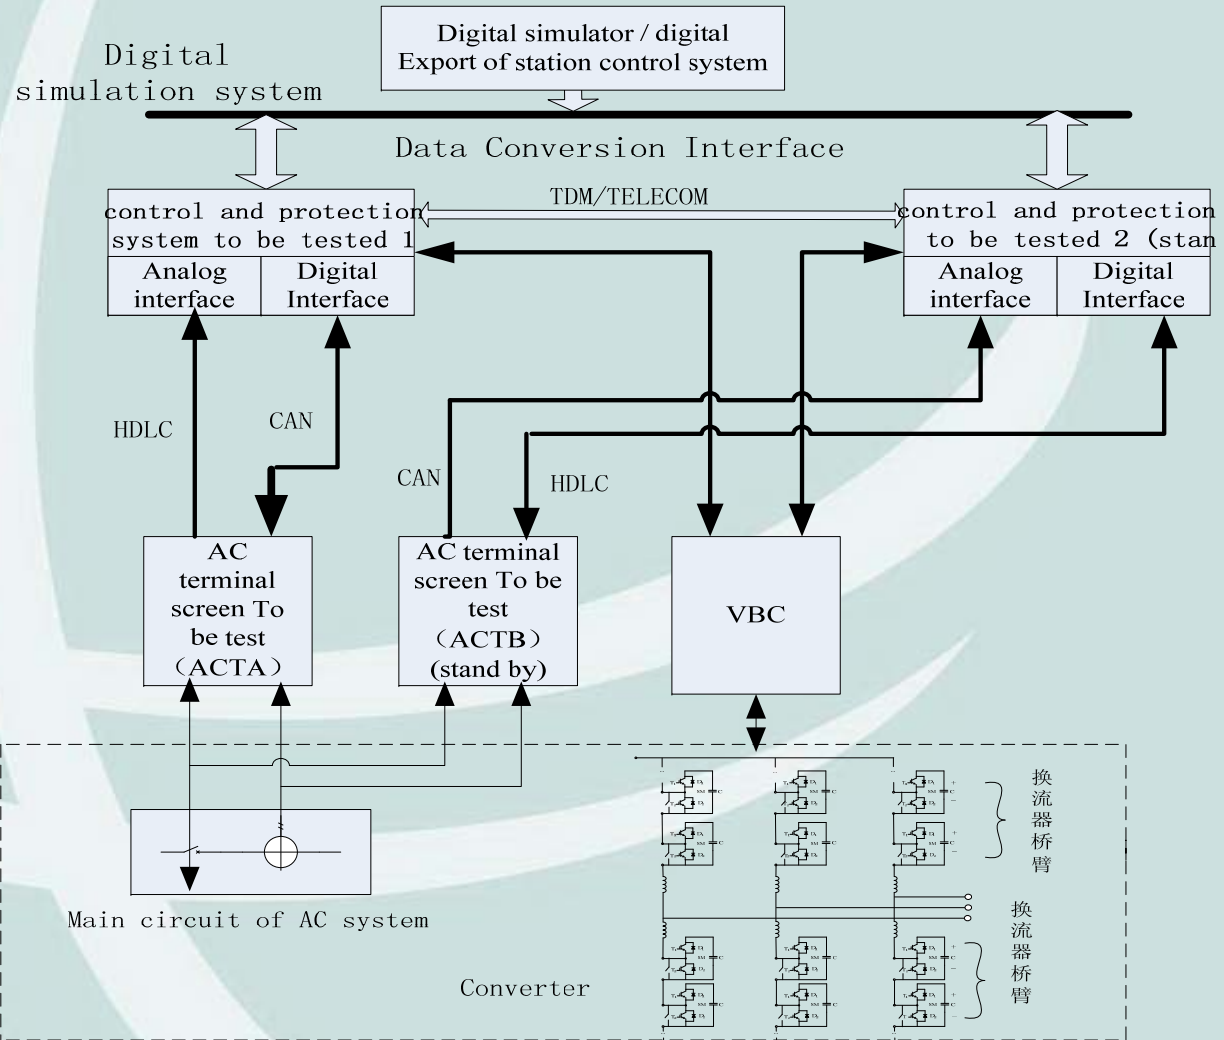 Digital simulator / digital
Export of station control system
Digital
simulation system
Data Conversion Interface
TDM/TELECOM
control and protection
system to be tested 1
Analog
interface
Digital
Interface
control and protection
to be tested 2 (stan
Analog
interface
Digital
Interface
HDLC
CAN
CAN
HDLC
AC
terminal
screen To
be test
（ACTA）
AC terminal
screen To be
test
（ACTB）
(stand by)
VBC
换流器桥臂
换流器桥臂
Main circuit of AC system
Converter